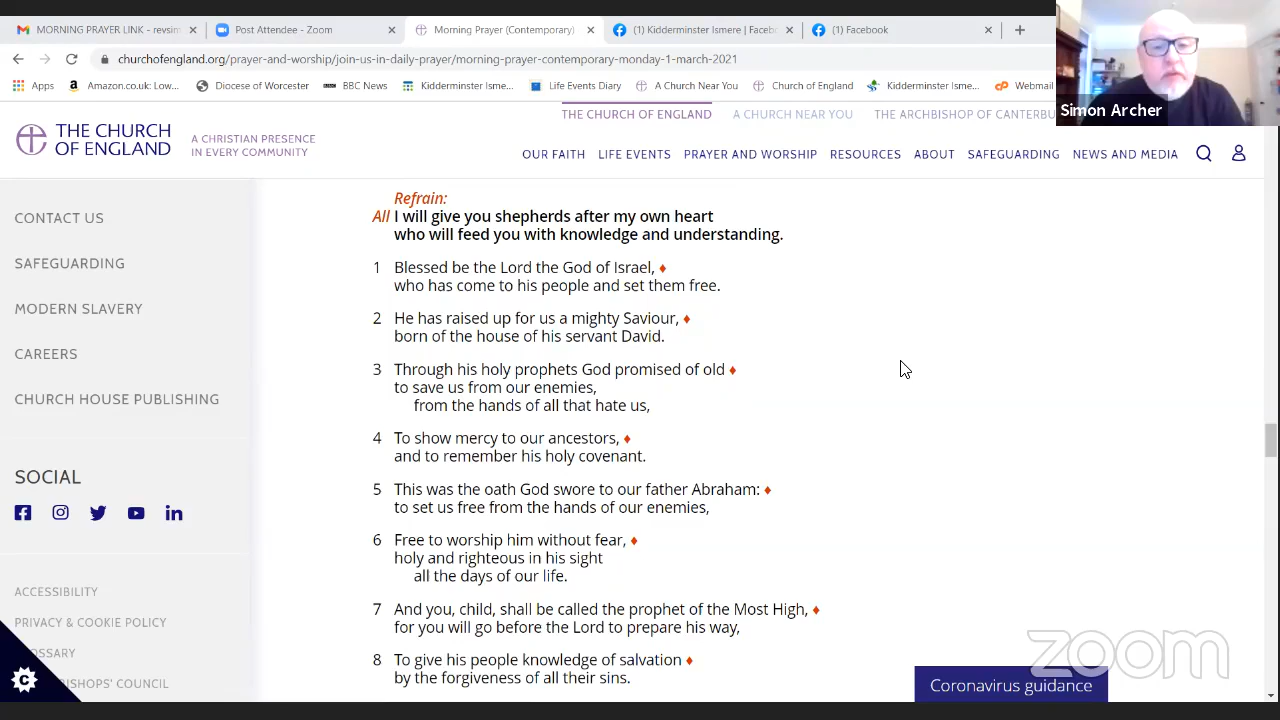 MORNING PRAYER LINK - revsim
Post Attendee - Zoom
Morning Prayer (Contemporary)
(1) Kidderminster Ismere | Faceb
(1) Facebook
churchofengland.org/prayer-and-worship/join-us-daily-prayer/morning-prayer-contemporary-monday-1-march-2021
Apps
Amazon.co.uk: Low...
Diocese of Worcester
BBC News
Kidderminster Isme...
Life Events Diary
A Church Near You
Church of England
Kidderminster Isme...
Webmail
Simon Archer
THE CHURCH OF ENGLAND
A CHURCH NEAR YOU
THE ARCHBISHOP OF CANTERBU
THE CHURCH
OF ENGLAND
A CHRISTIAN PRESENCE
IN EVERY COMMUNITY
OUR FAITH LIFE EVENTS PRAYER AND WORSHIP RESOURCES ABOUT SAFEGUARDING NEWS AND MEDIA
CONTACT US
SAFEGUARDING
MODERN SLAVERY
CAREERS
CHURCH HOUSE PUBLISHING
SOCIAL
ACCESSIBILITY
PRIVACY & COOKIE POLICY
OSSARY
BISHOPS' COUNCIL
Refrain:
All I will give you shepherds after my own heart
who will feed you with knowledge and understanding.
1 Blessed be the Lord the God of Israel, ♦
who has come to his people and set them free.
2 He has raised up for us a mighty Saviour, ♦
born of the house of his servant David.
3 Through his holy prophets God promised of old ♦
to save us from our enemies,
from the hands of all that hate us,
4 To show mercy to our ancestors, ♦
and to remember his holy covenant.
5 This was the oath God swore to our father Abraham: ♦
to set us free from the hands of our enemies,
6 Free to worship him without fear, ♦
holy and righteous in his sight
all the days of our life.
7 And you, child, shall be called the prophet of the Most High, ♦
for you will go before the Lord to prepare his way,
8 To give his people knowledge of salvation ♦
by the forgiveness of all their sins.
zoom
Coronavirus guidance